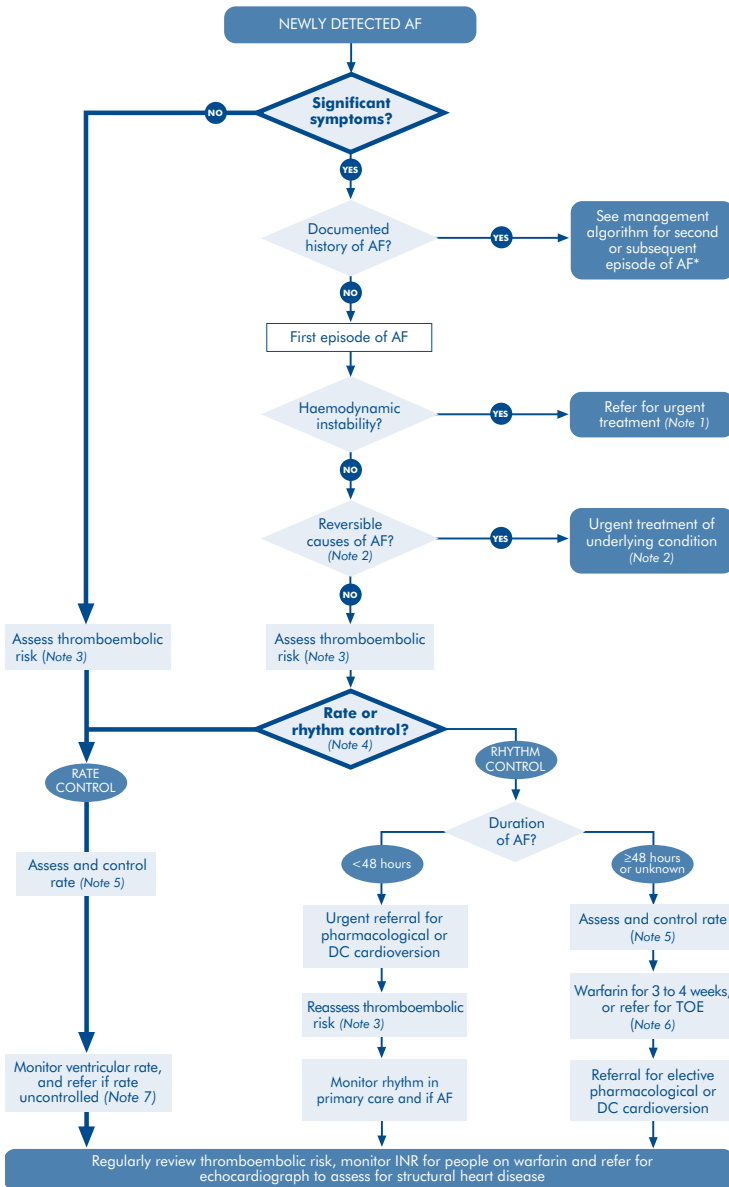 NEWLY DETECTED AF
Significant
symptoms?
NO
YES
Documented
history of AF?
YES
See management
algorithm for second
or subsequent
episode of AF*
NO
First episode of AF
Haemodynamic
instability?
YES
Refer for urgent
treatment (Note 1)
NO
Reversible
causes of AF?
(Note 2)
YES
Urgent treatment of
underlying condition
(Note 2)
NO
Assess thromboembolic
risk (Note 3)
Assess thromboembolic
risk (Note 3)
Rate or
rhythm control?
(Note 4)
RATE
CONTROL
RHYTHM
CONTROL
Duration
of AF?
<48 hours
≥48 hours
or unknown
Assess and control
rate (Note 5)
Urgent referral for
pharmacological or
DC cardioversion
Assess and control rate
(Note 5)
Reassess thromboembolic
risk (Note 3)
Warfarin for 3 to 4 weeks,
or refer for TOE
(Note 6)
Monitor ventricular rate,
and refer if rate
uncontrolled (Note 7)
Monitor rhythm in
primary care and if AF
Referral for elective
pharmacological or
DC cardioversion
Regularly review thromboembolic risk, monitor INR for people on warfarin and refer for
echocardiograph to assess for structural heart disease